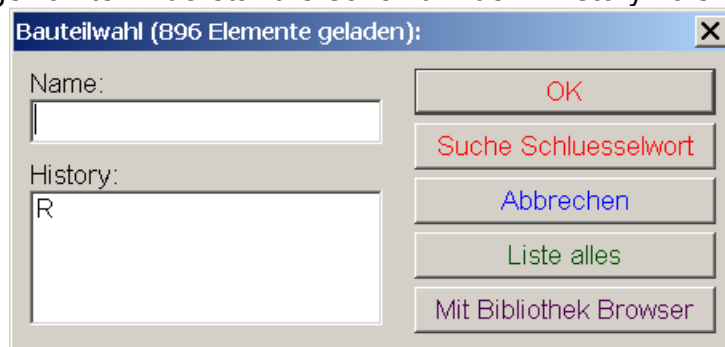 Bauteilwahl (896 Elemente geladen):
Name:
OK
Suche Schluesselwort
History:
R
Abbrechen
Liste alles
Mit Bibliothek Browser